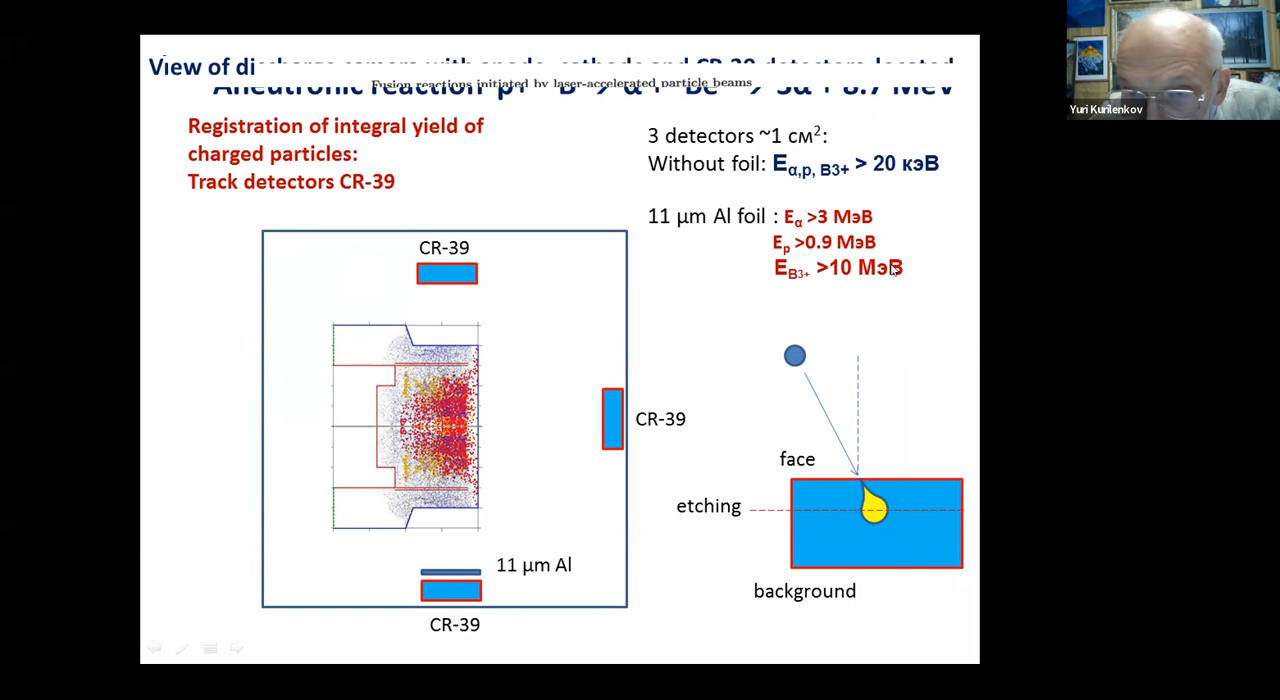 View of di
Fusion reactions initiated by laser-accelerated particle beams
Aneutronic reaction
Registration of integral yield of
charged particles:
Track detectors CR-39
3 detectors ~1 см²:
Without foil: Eα,p, B3+ > 20 кэВ
11 µm Al foil : Eα >3 МэВ
Ep >0.9 МэВ
EB3+ >10 МэВ
CR-39
CR-39
11 µm Al
CR-39
face
etching
background
Yuri Kurilenkov